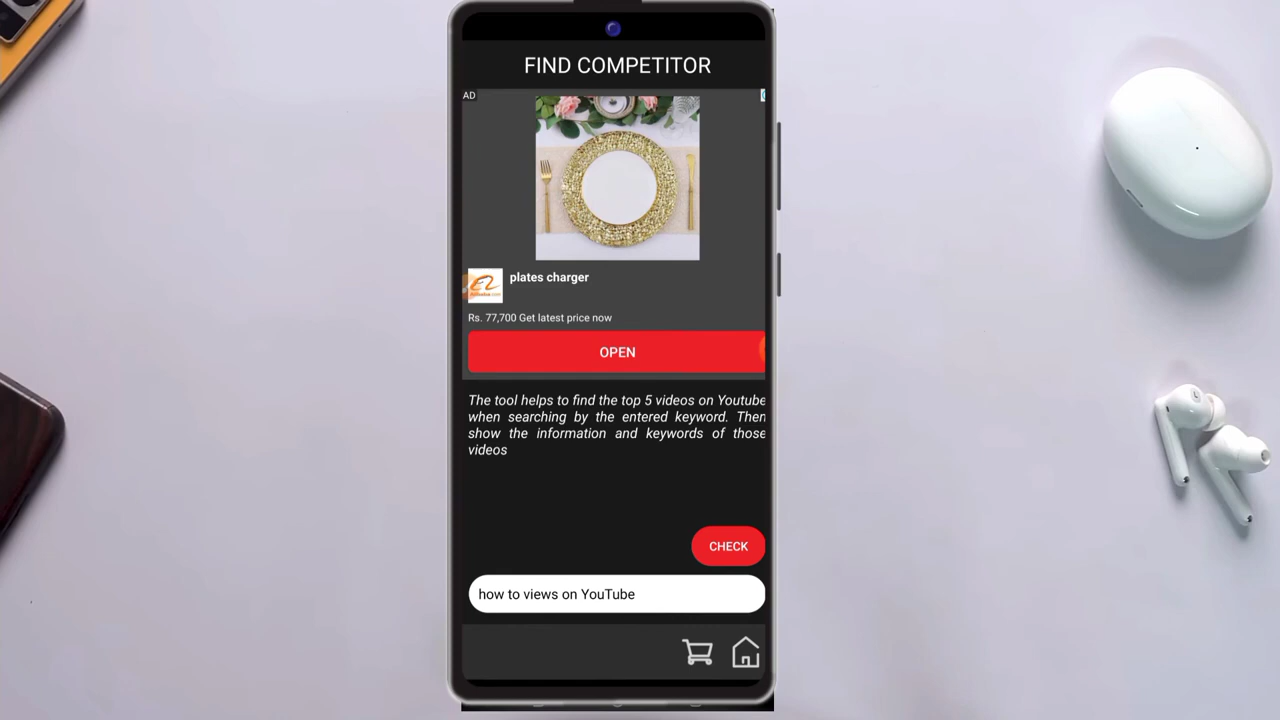 FIND COMPETITOR
AD
plates charger
Rs. 77,700 Get latest price now
OPEN
The tool helps to find the top 5 videos on Youtube
when searching by the entered keyword. Then
show the information and keywords of those
videos
CHECK
how to views on YouTube